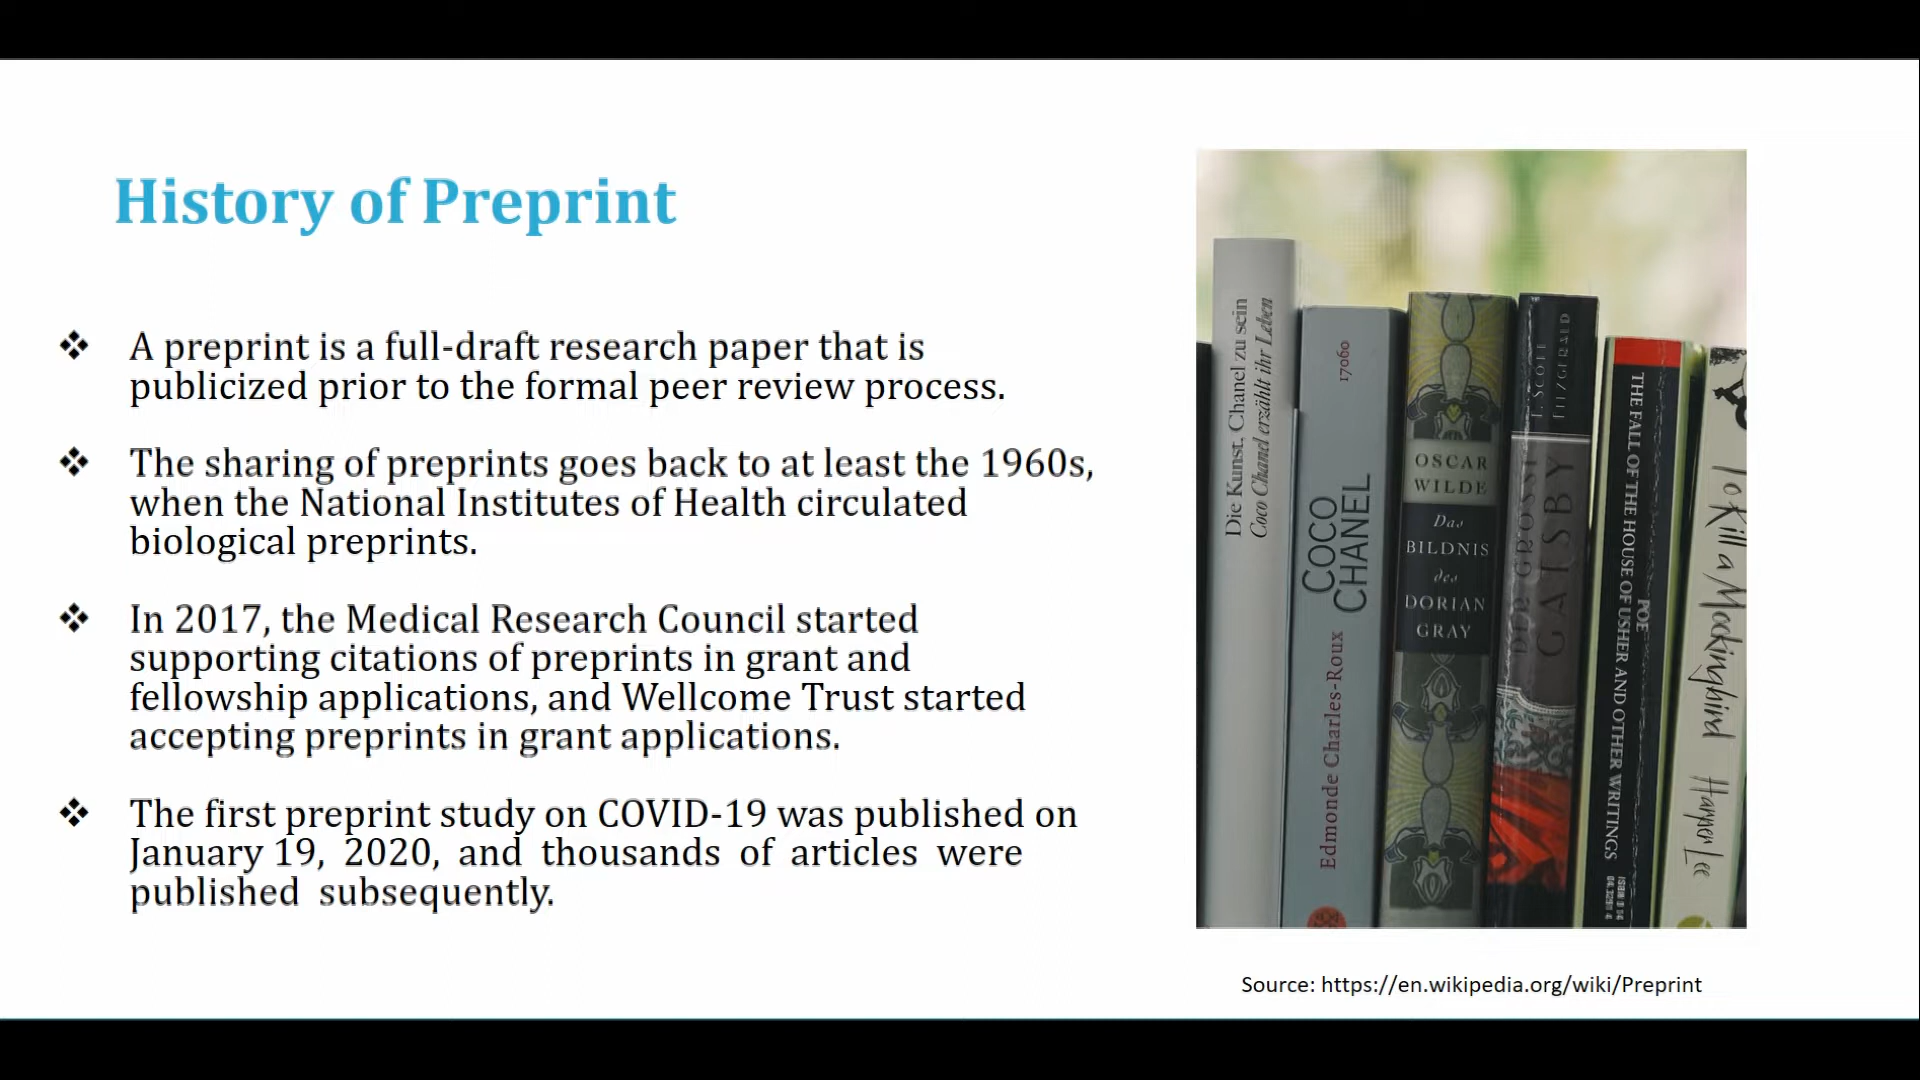 History of Preprint
❖ A preprint is a full-draft research paper that is
publicized prior to the formal peer review process.
❖ The sharing of preprints goes back to at least the 1960s,
when the National Institutes of Health circulated
biological preprints.
❖ In 2017, the Medical Research Council started
supporting citations of preprints in grant and
fellowship applications, and Wellcome Trust started
accepting preprints in grant applications.
❖ The first preprint study on COVID-19 was published on
January 19, 2020, and thousands of articles were
published subsequently.
Die Kunst, Chanel zu sein
Coco Chanel erzählt ihr Leben
17060
COCO
CHANEL
Edmonde Charles-Roux
OSCAR
WILDE
Das
BILDNIS
des
DORIAN
GRAY
F. SCOTT
FITZGERALD
DER GROSSE
GATSBY
POE
THE FALL OF THE HOUSE OF USHER AND OTHER WRITINGS
To Kill a Mockingbird
Harper Lee
Source: https://en.wikipedia.org/wiki/Preprint